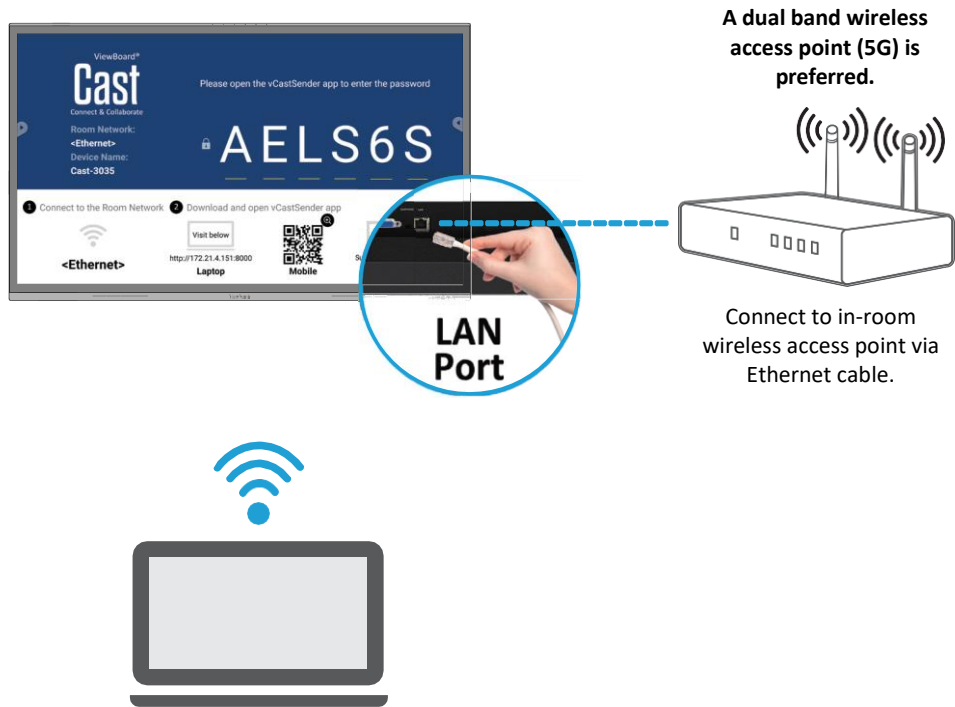 A dual band wireless
access point (5G) is
preferred.
ViewBoard®
Cast
Connect & Collaborate
Please open the vCastSender app to enter the password
Room Network:
<Ethernet>
Device Name:
Cast-3035
AELS6S
1 Connect to the Room Network
2 Download and open vCastSender app
Visit below
<Ethernet>
http://172.21.4.151:8000
Laptop
Mobile
LAN
Port
Connect to in-room
wireless access point via
Ethernet cable.